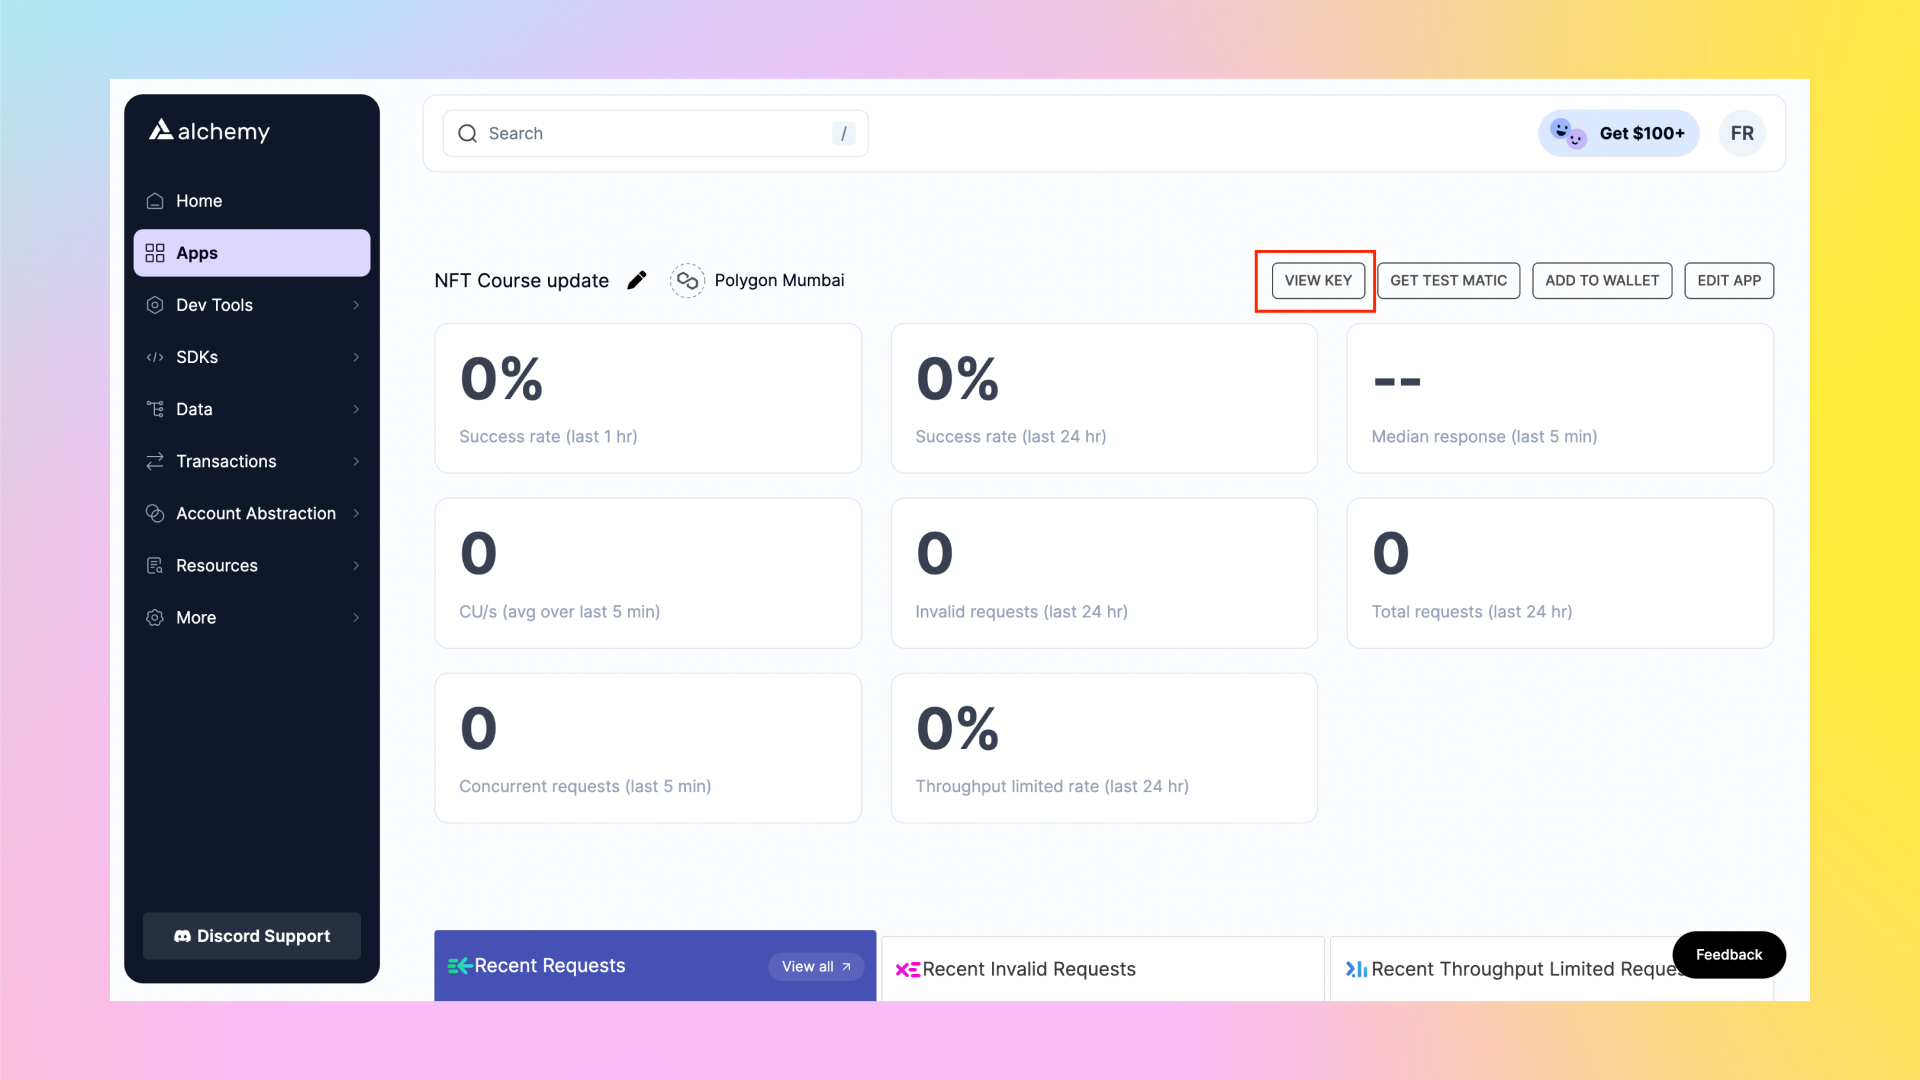 alchemy
Home
Apps
Dev Tools
SDKs
Data
Transactions
Account Abstraction
Resources
More
Discord Support
Search /
Get $100+
FR
NFT Course update
Polygon Mumbai
VIEW KEY
GET TEST MATIC
ADD TO WALLET
EDIT APP
0%
Success rate (last 1 hr)
0%
Success rate (last 24 hr)
--
Median response (last 5 min)
0
CU/s (avg over last 5 min)
0
Invalid requests (last 24 hr)
0
Total requests (last 24 hr)
0
Concurrent requests (last 5 min)
0%
Throughput limited rate (last 24 hr)
Recent Requests
View all
Recent Invalid Requests
Recent Throughput Limited Reque
Feedback